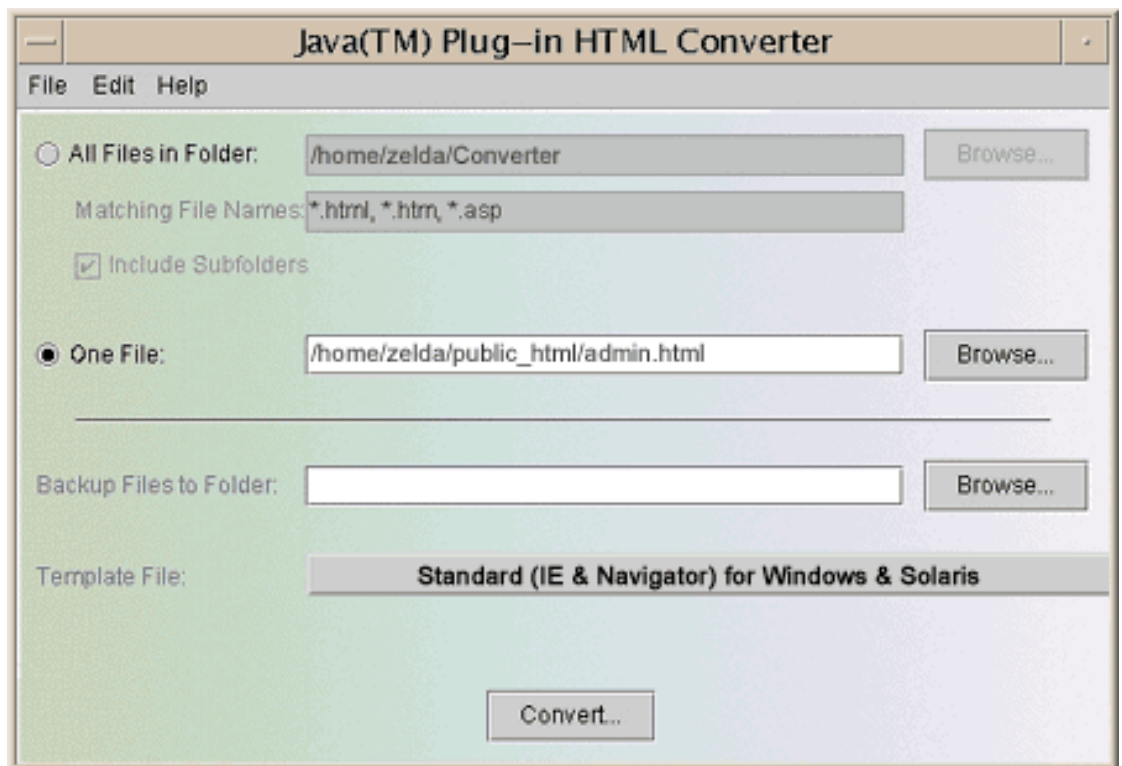 Java(TM) Plug-in HTML Converter
File Edit Help
All Files in Folder: /home/zelda/Converter Browse...
Matching File Names: *.html, *.htm, *.asp
Include Subfolders
One File: /home/zelda/public_html/admin.html Browse...
Backup Files to Folder: Browse...
Template File: Standard (IE & Navigator) for Windows & Solaris
Convert...